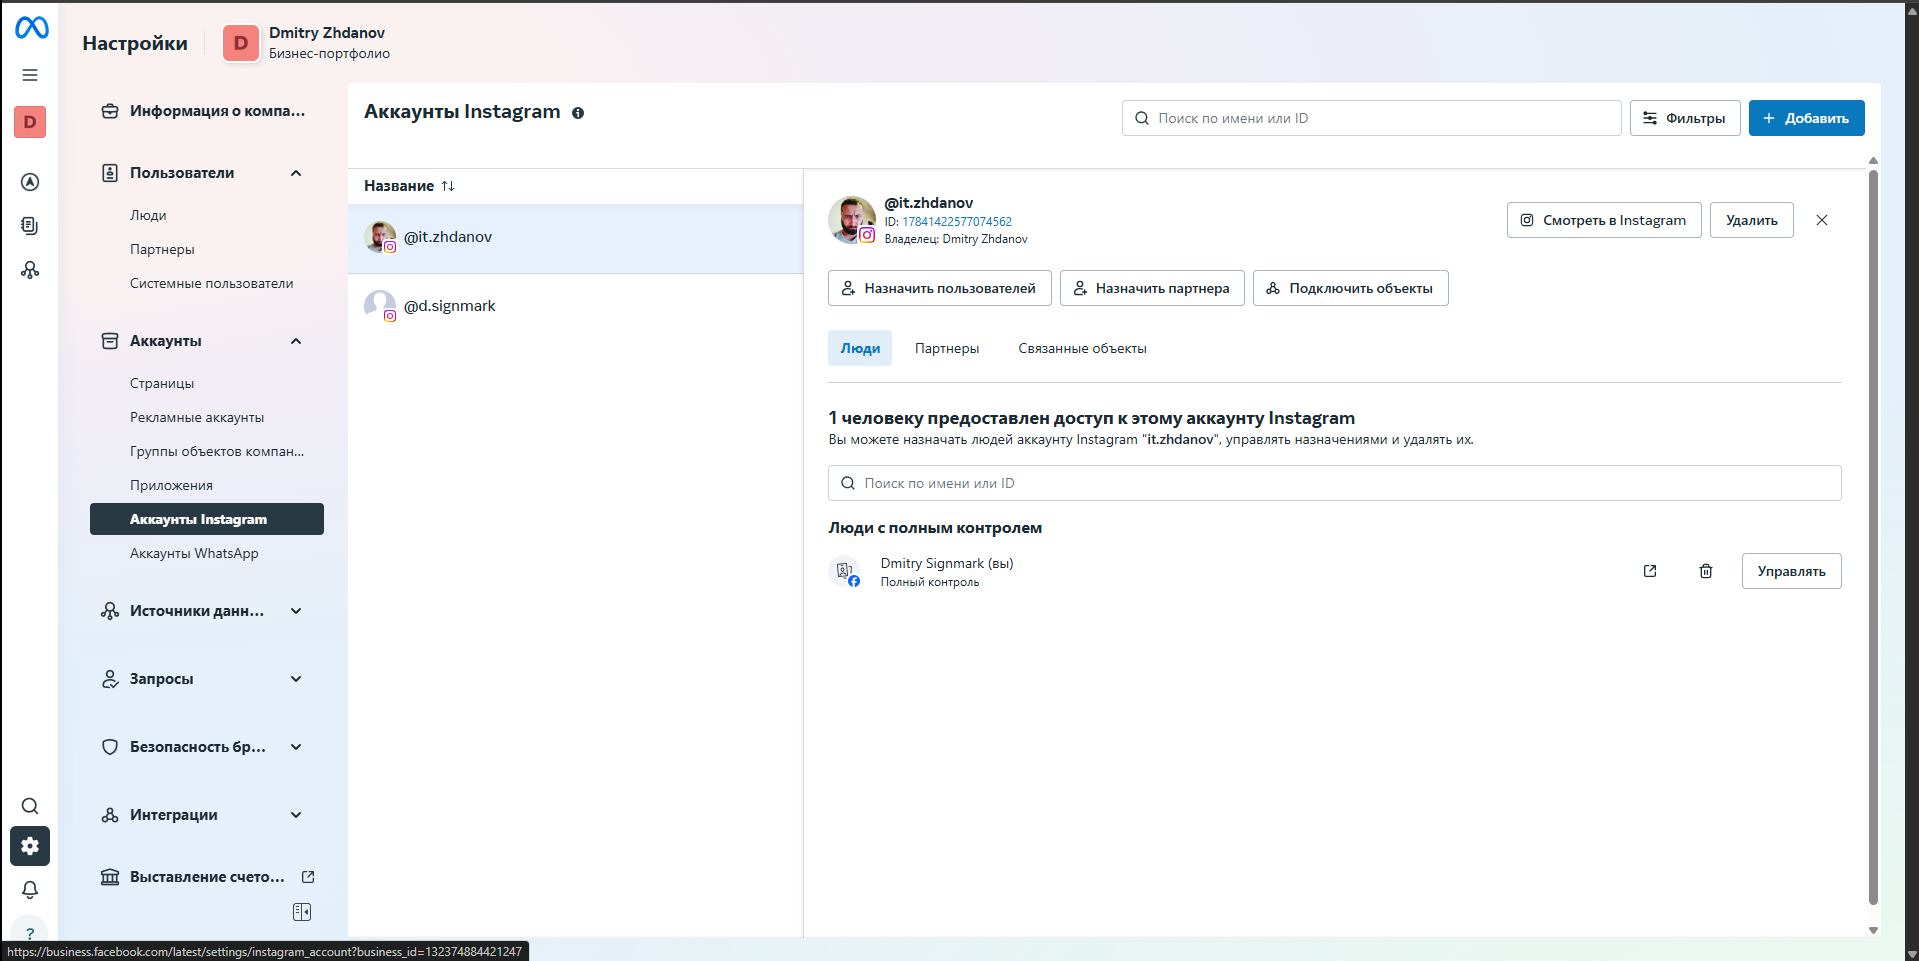 Настройки
D
Dmitry Zhdanov
Бизнес-портфолио
D
Информация о компа...
Пользователи
Люди
Партнеры
Системные пользователи
Аккаунты
Страницы
Рекламные аккаунты
Группы объектов компан...
Приложения
Аккаунты Instagram
Аккаунты WhatsApp
Источники данн...
Запросы
Безопасность бр...
Интеграции
Выставление счето...
?
Аккаунты Instagram
Поиск по имени или ID
Фильтры
+ Добавить
Название
@it.zhdanov
@d.signmark
@it.zhdanov
ID: 17841422577074562
Владелец: Dmitry Zhdanov
Смотреть в Instagram
Удалить
Назначить пользователей
Назначить партнера
Подключить объекты
Люди
Партнеры
Связанные объекты
1 человеку предоставлен доступ к этому аккаунту Instagram
Вы можете назначать людей аккаунту Instagram "it.zhdanov", управлять назначениями и удалять их.
Поиск по имени или ID
Люди с полным контролем
Dmitry Signmark (вы)
Полный контроль
Управлять
https://business.facebook.com/latest/settings/instagram_account?business_id=132374884421247